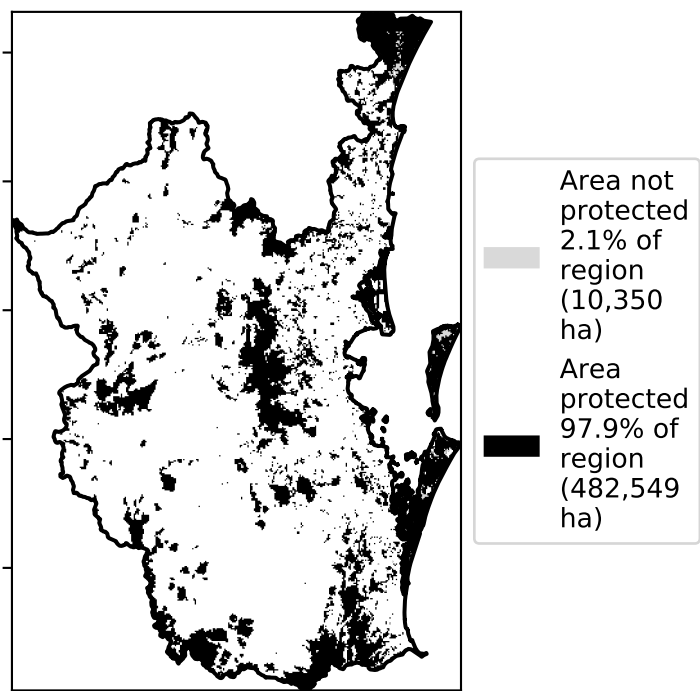 Area not
protected
2.1% of
region
(10,350
ha)
Area
protected
97.9% of
region
(482,549
ha)